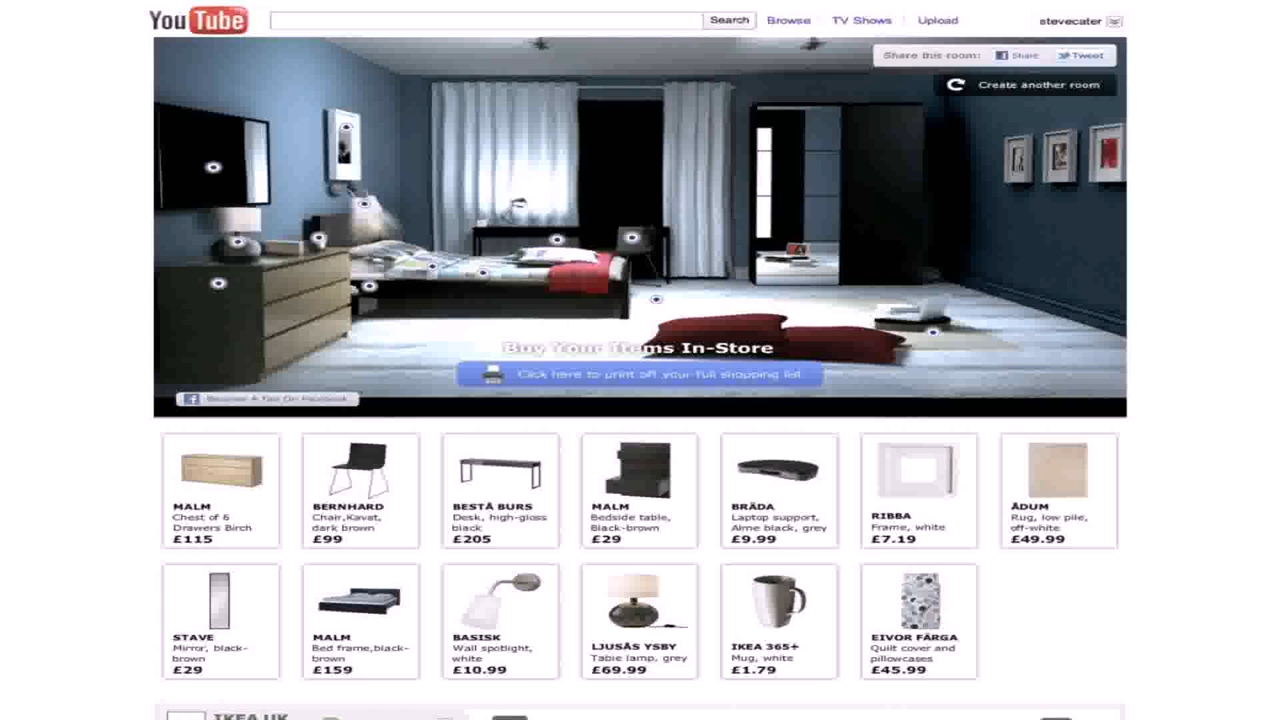 YouTube
Search
Browse
TV Shows
Upload
stevecater
Share this room:
Share
Tweet
Create another room
Buy Your Items In-Store
Click here to print off your full shopping list
Become A Fan On Facebook
MALM
Chest of 6
Drawers Birch
£115
BERNHARD
Chair,Kavat,
dark brown
£99
BESTÅ BURS
Desk, high-gloss
black
£205
MALM
Bedside table,
Black-brown
£29
BRÄDA
Laptop support,
Alme black, grey
£9.99
RIBBA
Frame, white
£7.19
ÅDUM
Rug, low pile,
off-white
£49.99
STAVE
Mirror, black-
brown
£29
MALM
Bed frame,black-
brown
£159
BASISK
Wall spotlight,
white
£10.99
LJUSÅS YSBY
Table lamp, grey
£69.99
IKEA 365+
Mug, white
£1.79
EIVOR FÄRGA
Quilt cover and
pillowcases
£45.99
IKEA UK